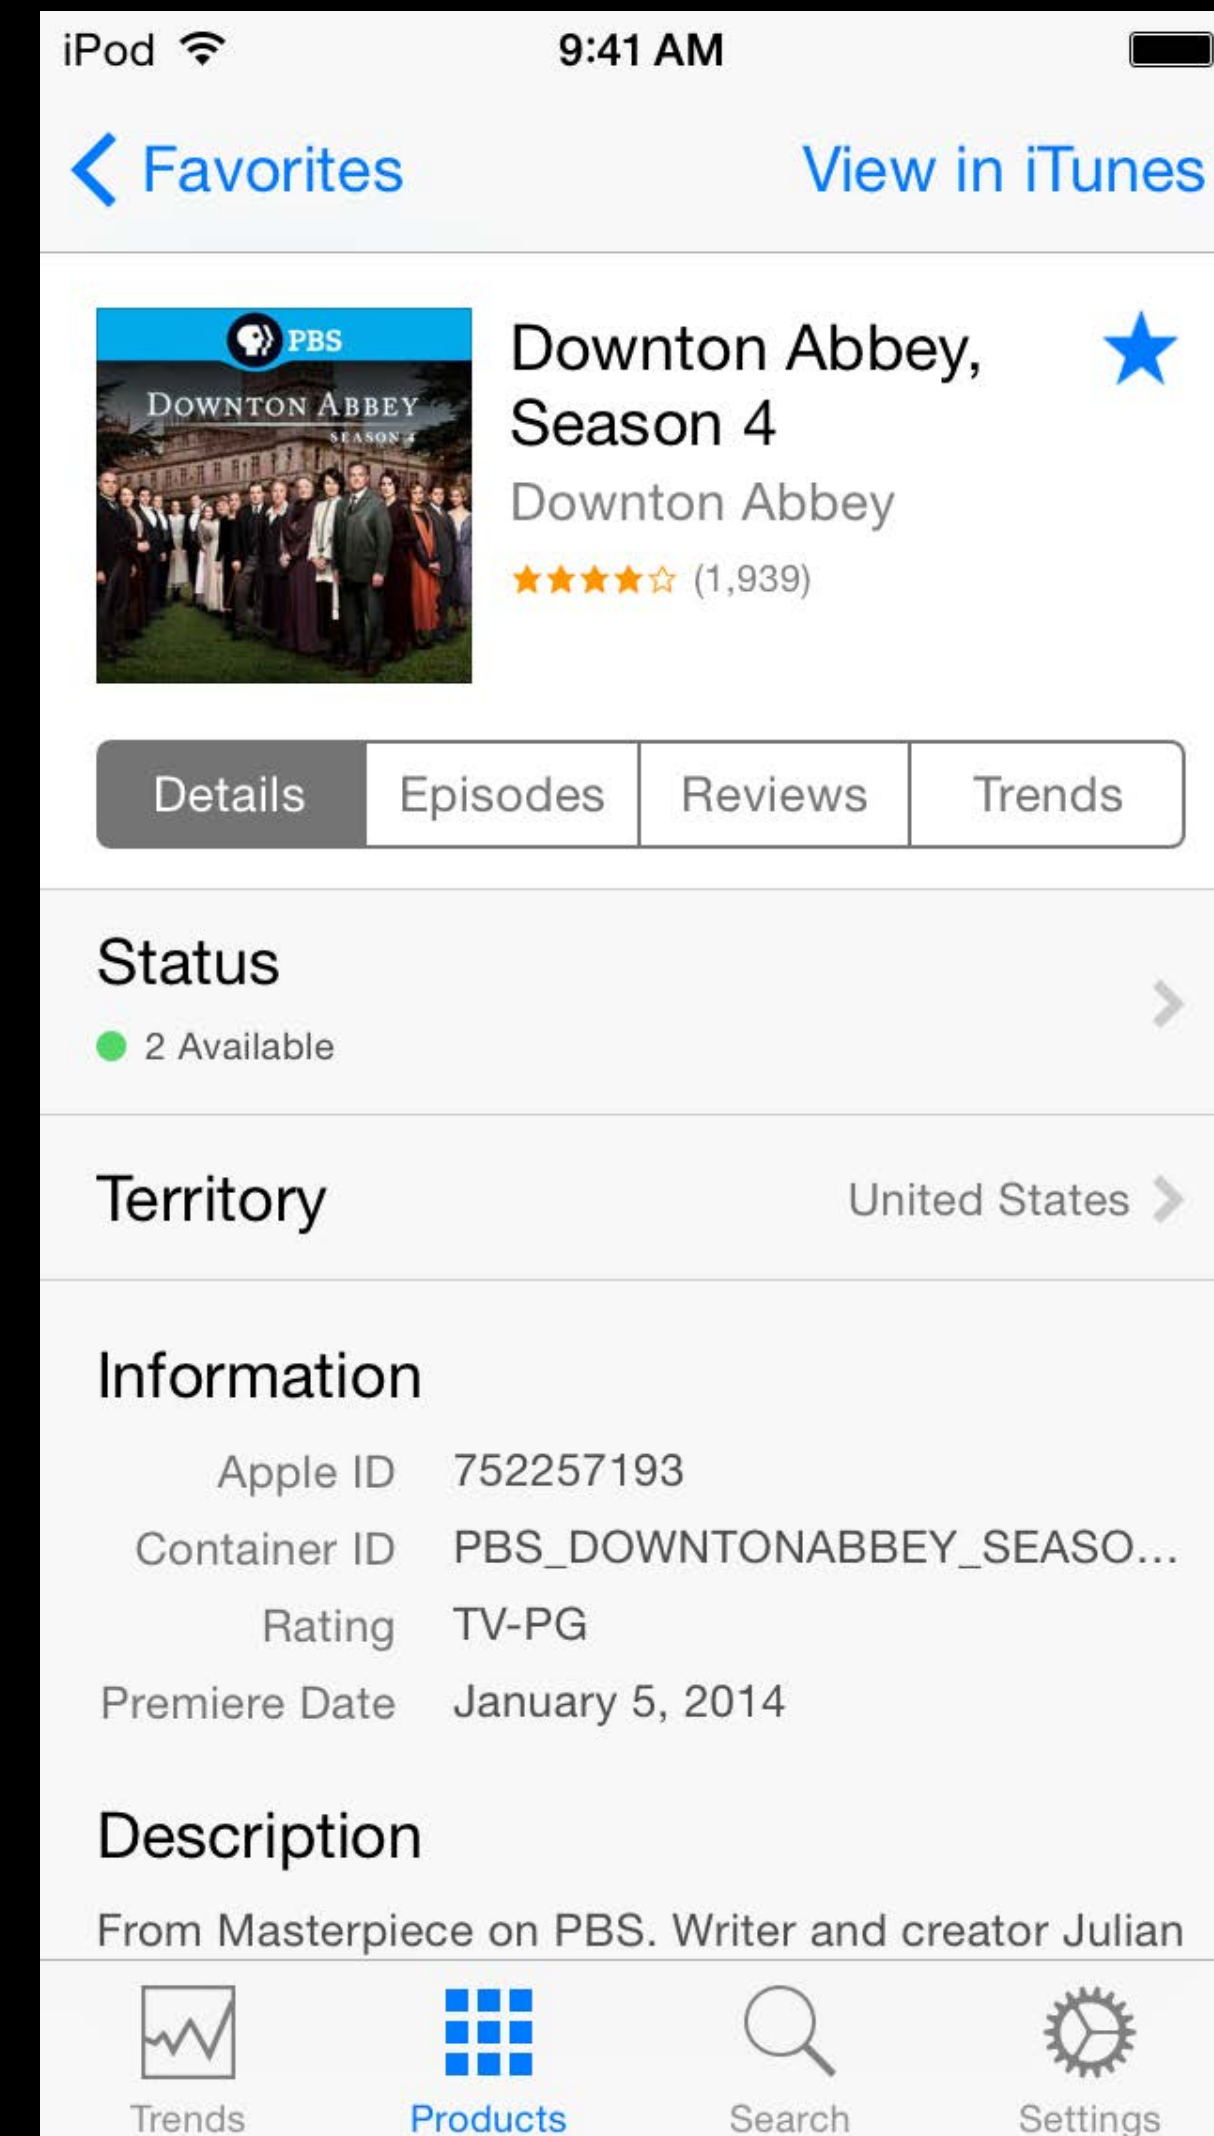 iPod 9:41 AM
Favorites View in iTunes
PBS
DOWNTON ABBEY
SEASON 4
Downton Abbey,
Season 4
Downton Abbey
(1,939)
Details Episodes Reviews Trends
Status
2 Available
Territory United States
Information
Apple ID 752257193
Container ID PBS_DOWNTONABBEY_SEASO...
Rating TV-PG
Premiere Date January 5, 2014
Description
From Masterpiece on PBS. Writer and creator Julian
Trends Products Search Settings